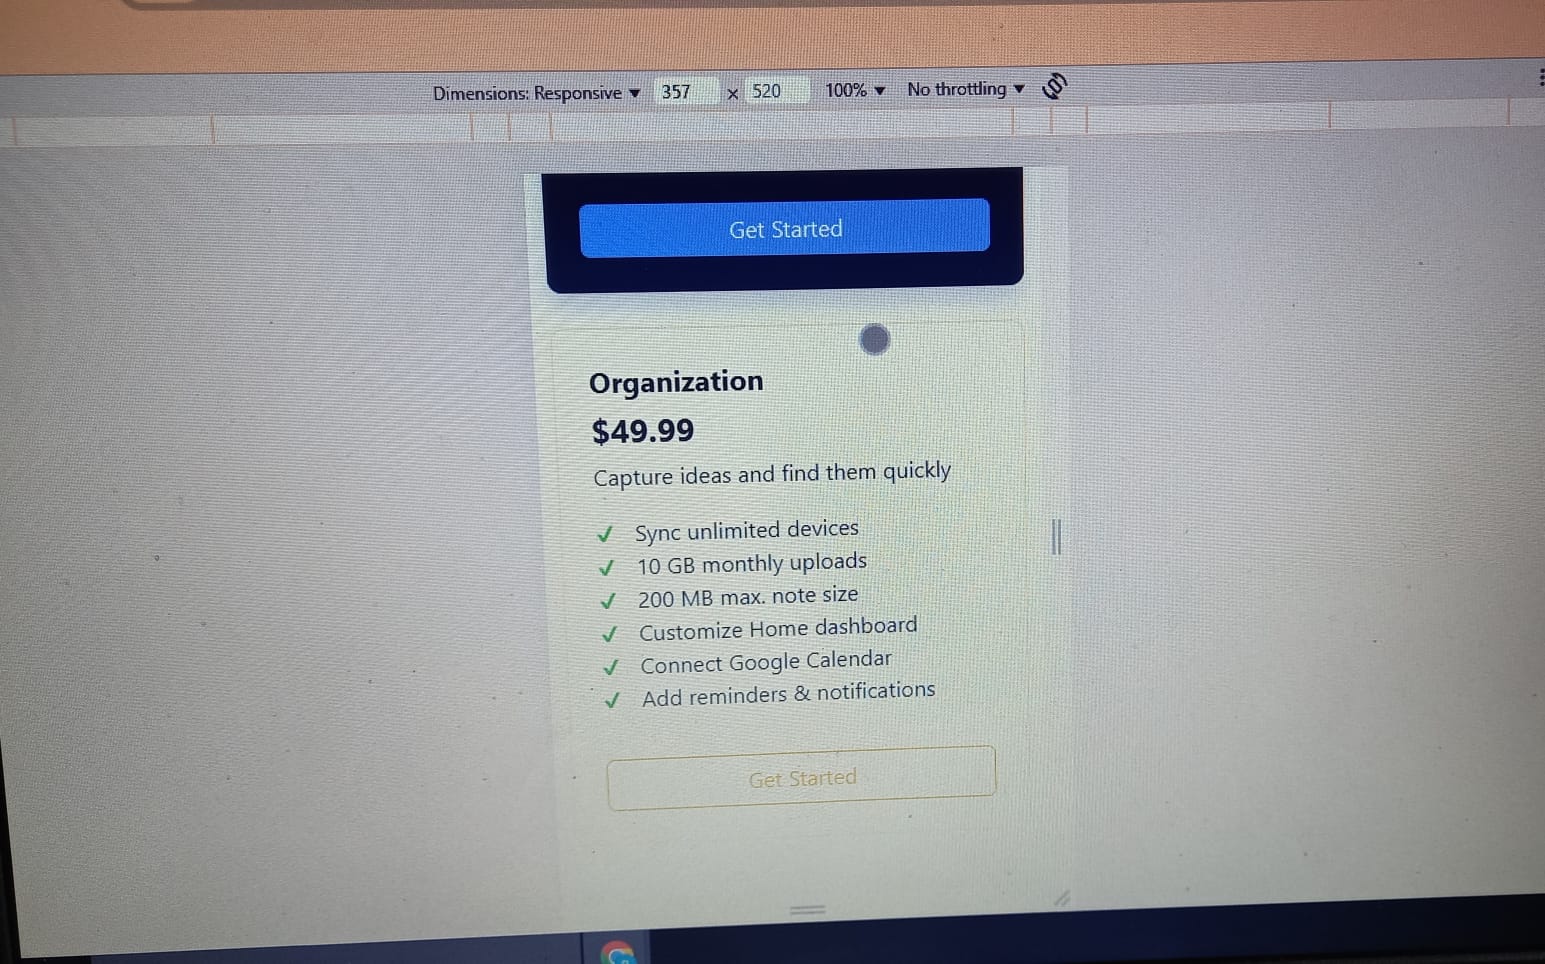 Dimensions: Responsive ▼ 357 × 520 100% ▼ No throttling ▼
Get Started
Organization
$49.99
Capture ideas and find them quickly
✓ Sync unlimited devices
✓ 10 GB monthly uploads
✓ 200 MB max. note size
✓ Customize Home dashboard
✓ Connect Google Calendar
✓ Add reminders & notifications
Get Started